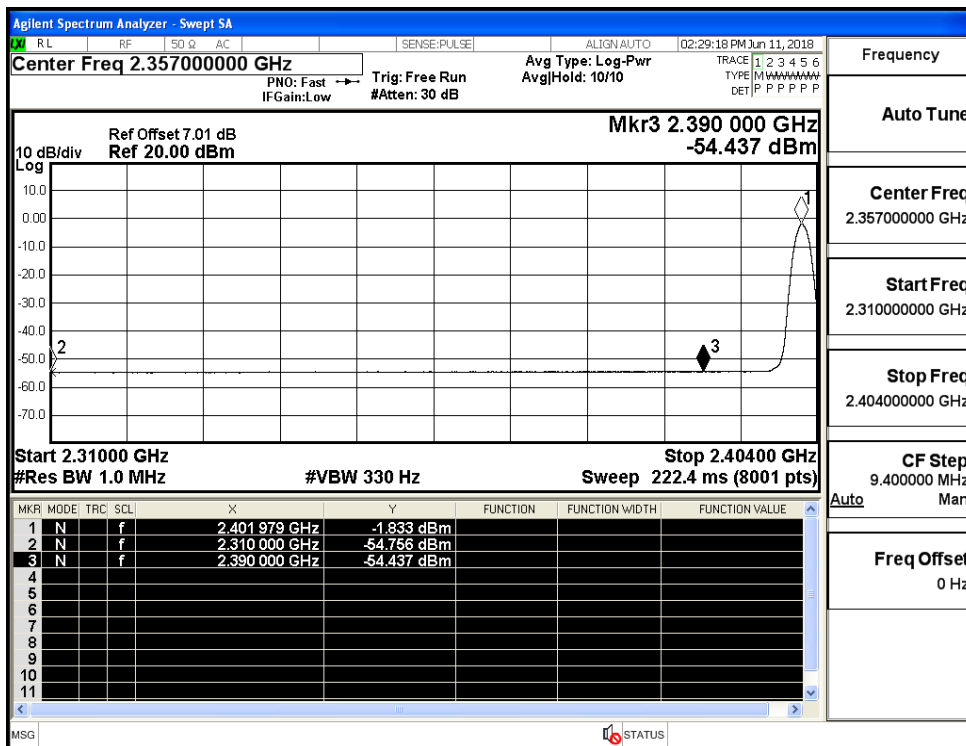 Agilent Spectrum Analyzer - Swept SA
LXI RL RF 50 Ω AC SENSE:PULSE ALIGN AUTO 02:29:18 PM Jun 11, 2018
Center Freq 2.357000000 GHz
PNO: Fast
IFGain:Low
Trig: Free Run
#Atten: 30 dB
Avg Type: Log-Pwr
Avg|Hold: 10/10
TRACE 1 2 3 4 5 6
TYPE M W W W W W
DET P P P P P P
Ref Offset 7.01 dB
10 dB/div Ref 20.00 dBm
Log
Mkr3 2.390 000 GHz
-54.437 dBm
10.0
0.00
-10.0
-20.0
-30.0
-40.0
-50.0
-60.0
-70.0
1
2
3
Start 2.31000 GHz Stop 2.40400 GHz
#Res BW 1.0 MHz #VBW 330 Hz Sweep 222.4 ms (8001 pts)
MKR MODE TRC SCL X Y FUNCTION FUNCTION WIDTH FUNCTION VALUE
1 N f 2.401 979 GHz -1.833 dBm
2 N f 2.310 000 GHz -54.756 dBm
3 N f 2.390 000 GHz -54.437 dBm
4
5
6
7
8
9
10
11
MSG STATUS
Frequency
Auto Tune
Center Freq
2.357000000 GHz
Start Freq
2.310000000 GHz
Stop Freq
2.404000000 GHz
CF Step
9.400000 MHz
Auto Man
Freq Offset
0 Hz